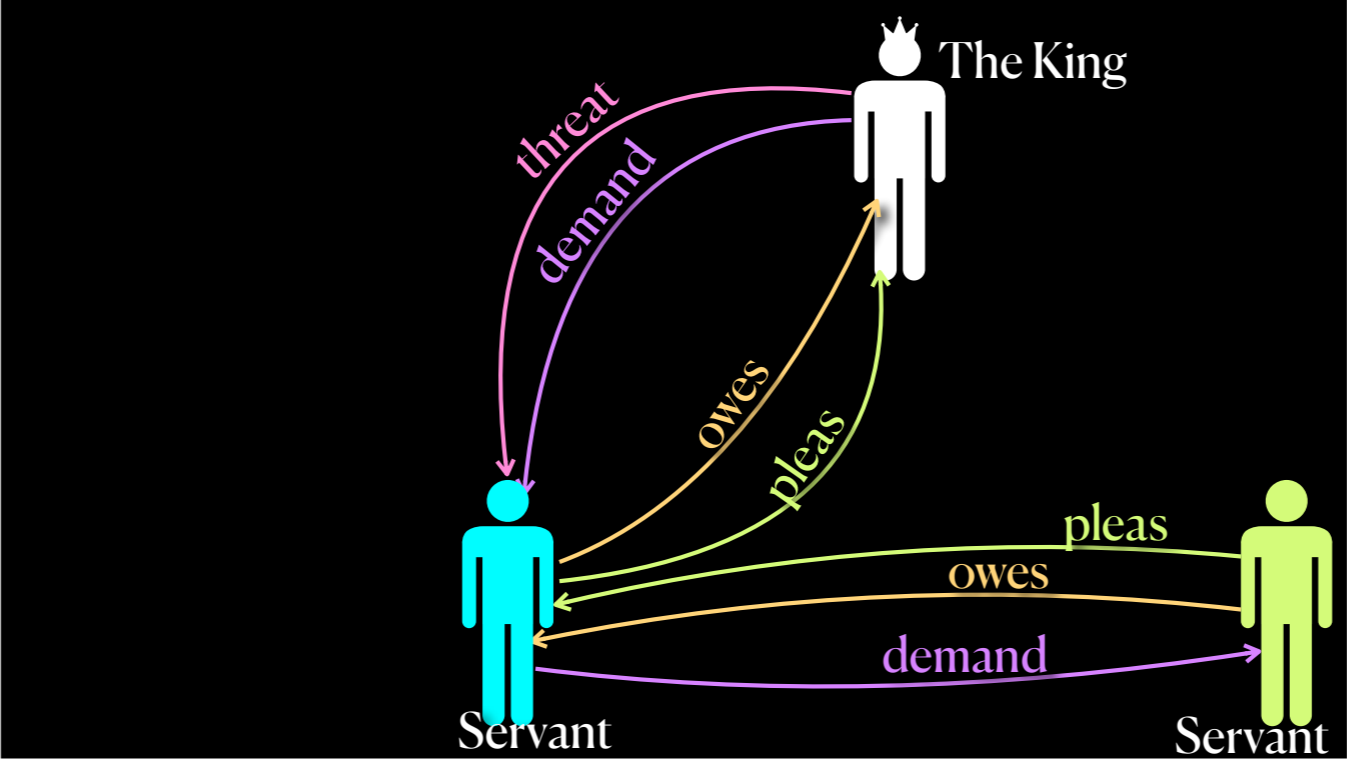 The King
threat
demand
owes
pleas
pleas
owes
demand
Servant
Servant